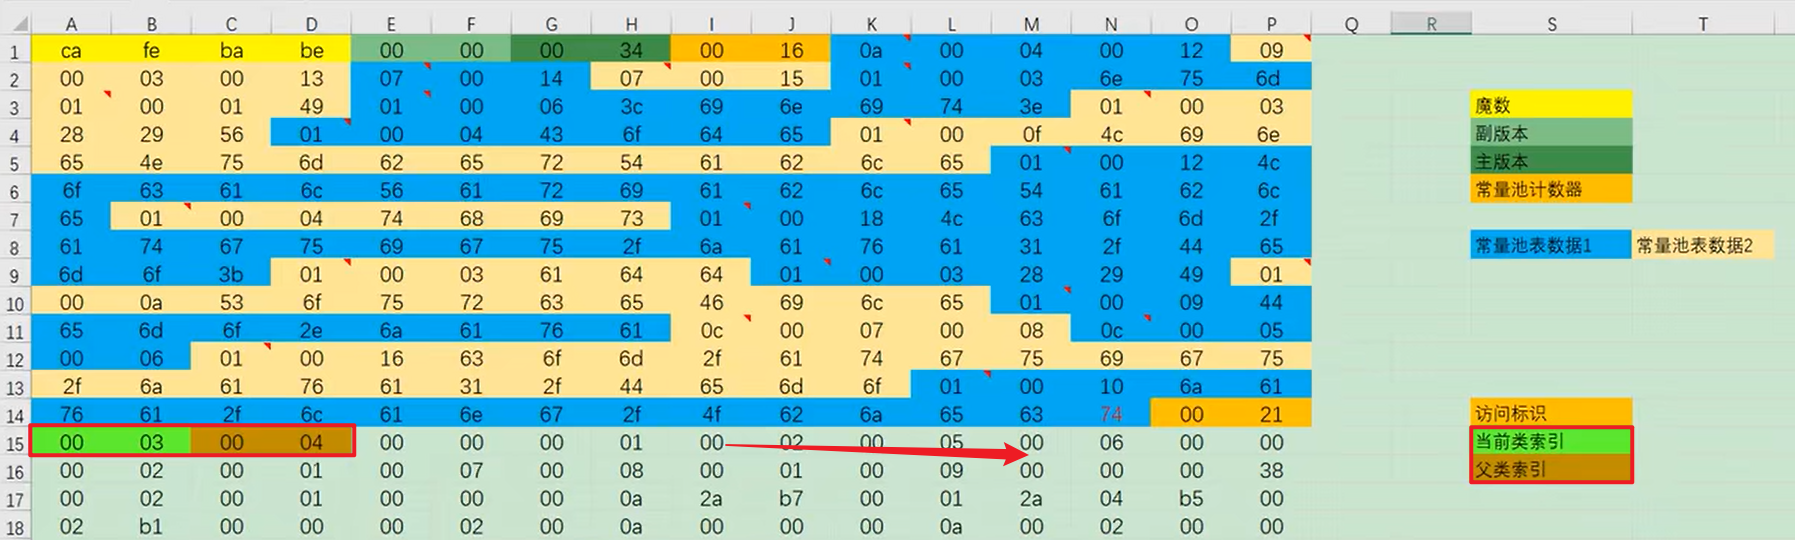 A B C D E F G H I J K L M N O P Q R S T
1 ca fe ba be 00 00 00 34 00 16 0a 00 04 00 12 09
2 00 03 00 13 07 00 14 07 00 15 01 00 03 6e 75 6d
3 01 00 01 49 01 00 06 3c 69 6e 69 74 3e 01 00 03 魔数
4 28 29 56 01 00 04 43 6f 64 65 01 00 0f 4c 69 6e 副版本
5 65 4e 75 6d 62 65 72 54 61 62 6c 65 01 00 12 4c 主版本
6 6f 63 61 6c 56 61 72 69 61 62 6c 65 54 61 62 6c 常量池计数器
7 65 01 00 04 74 68 69 73 01 00 18 4c 63 6f 6d 2f
8 61 74 67 75 69 67 75 2f 6a 61 76 61 31 2f 44 65 常量池表数据1 常量池表数据2
9 6d 6f 3b 01 00 03 61 64 64 01 00 03 28 29 49 01
10 00 0a 53 6f 75 72 63 65 46 69 6c 65 01 00 09 44
11 65 6d 6f 2e 6a 61 76 61 0c 00 07 00 08 0c 00 05
12 00 06 01 00 16 63 6f 6d 2f 61 74 67 75 69 67 75
13 2f 6a 61 76 61 31 2f 44 65 6d 6f 01 00 10 6a 61
14 76 61 2f 6c 61 6e 67 2f 4f 62 6a 65 63 74 00 21 访问标识
15 00 03 00 04 00 00 00 01 00 02 00 05 00 06 00 00 当前类索引
16 00 02 00 01 00 07 00 08 00 01 00 09 00 00 00 38 父类索引
17 00 02 00 01 00 00 00 0a 2a b7 00 01 2a 04 b5 00
18 02 b1 00 00 00 02 00 0a 00 00 00 0a 00 02 00 00